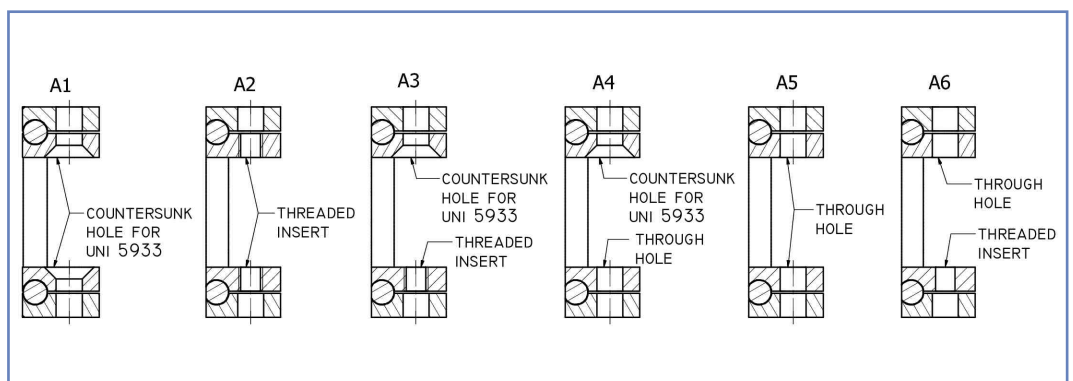 A1
A2
A3
A4
A5
A6
COUNTERSUNK
HOLE FOR
UNI 5933
THREADED
INSERT
COUNTERSUNK
HOLE FOR
UNI 5933
THREADED
INSERT
COUNTERSUNK
HOLE FOR
UNI 5933
THROUGH
HOLE
THROUGH
HOLE
THROUGH
HOLE
THREADED
INSERT